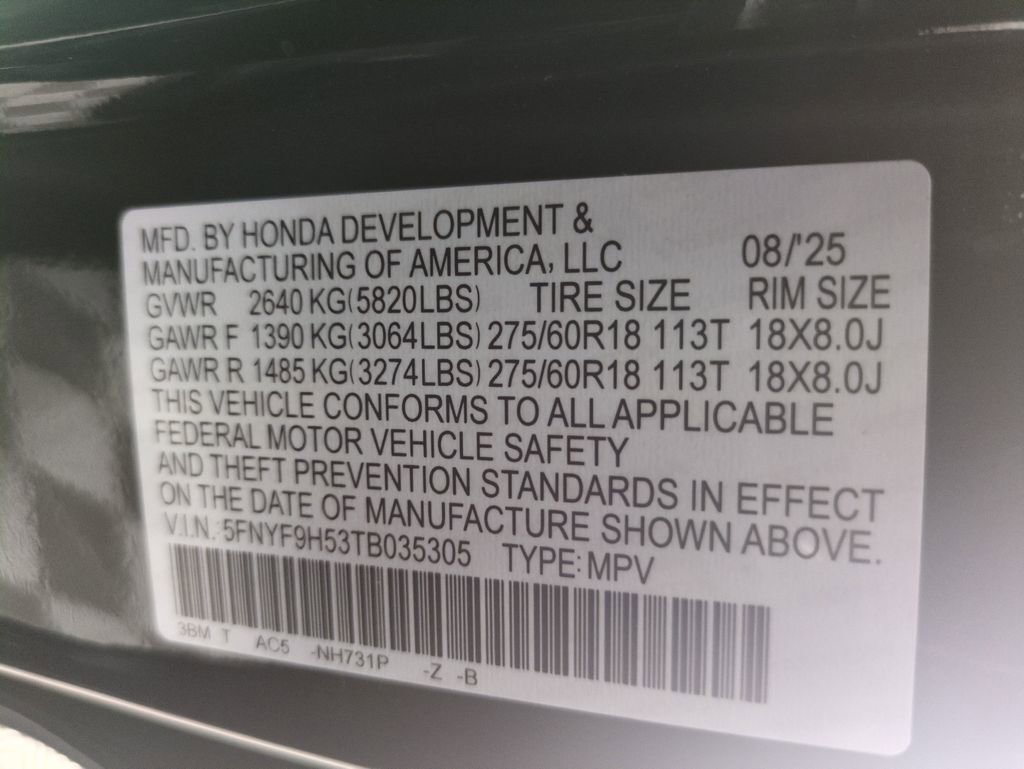 MFD. BY HONDA DEVELOPMENT &
MANUFACTURING OF AMERICA, LLC 08/'25
GVWR 2640 KG(5820LBS) TIRE SIZE RIM SIZE
GAWR F 1390 KG(3064LBS) 275/60R18 113T 18X8.0J
GAWR R 1485 KG(3274LBS) 275/60R18 113T 18X8.0J
THIS VEHICLE CONFORMS TO ALL APPLICABLE
FEDERAL MOTOR VEHICLE SAFETY
AND THEFT PREVENTION STANDARDS IN EFFECT
ON THE DATE OF MANUFACTURE SHOWN ABOVE.
V.I.N. 5FNYF9H53TB035305 TYPE: MPV
3BM T AC5 -NH731P -Z -B